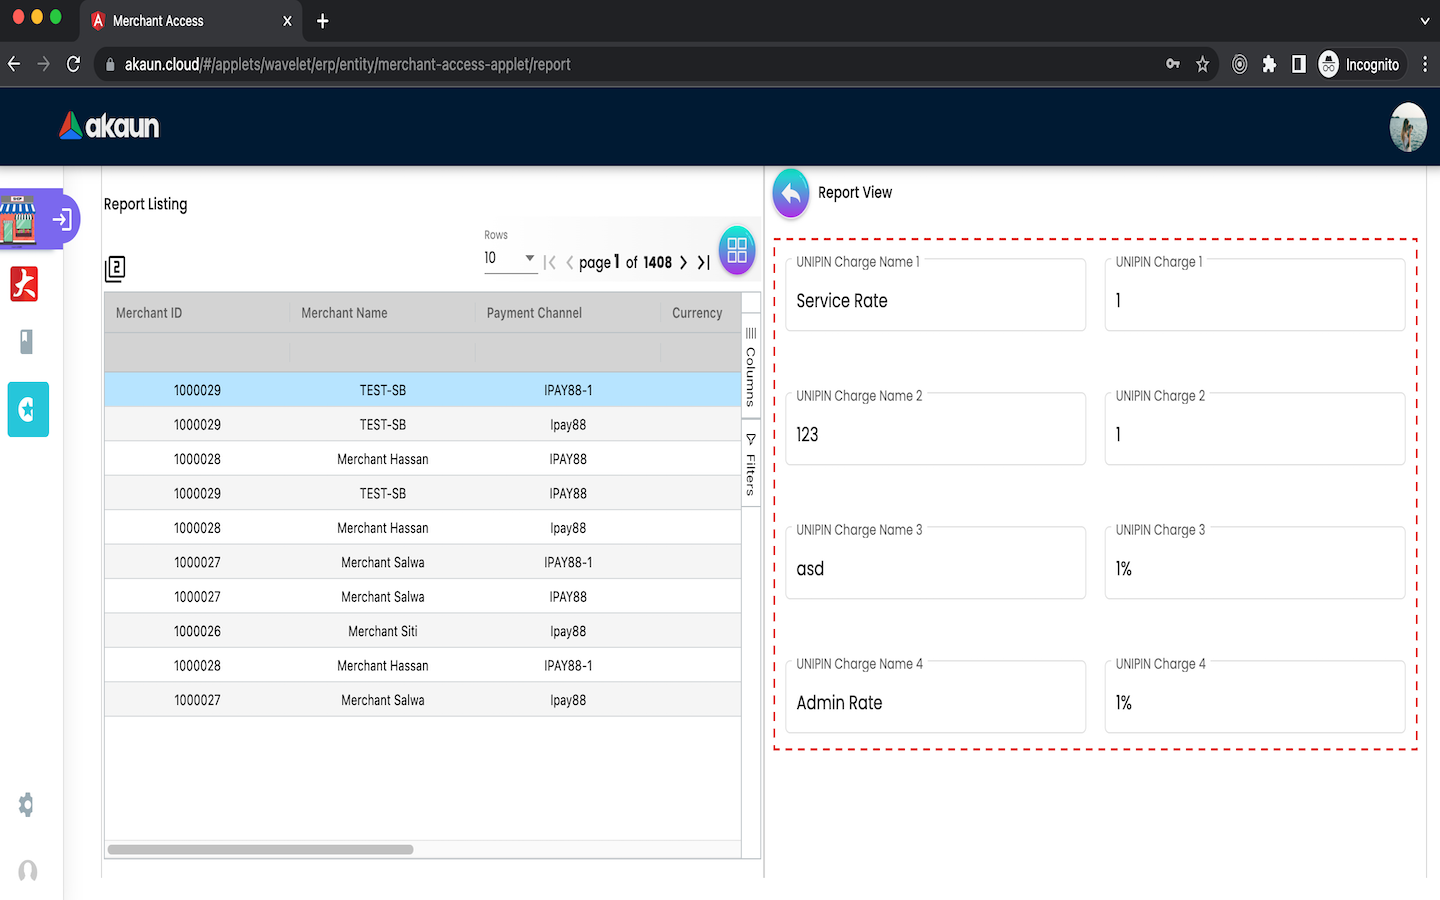 Merchant Access
akaun.cloud/#/applets/wavelet/erp/entity/merchant-access-applet/report
Incognito
akaun
SHOP
Report Listing
Rows
10
page 1 of 1408
2
Merchant ID Merchant Name Payment Channel Currency
1000029 TEST-SB IPAY88-1
1000029 TEST-SB Ipay88
1000028 Merchant Hassan IPAY88
1000029 TEST-SB IPAY88
1000028 Merchant Hassan Ipay88
1000027 Merchant Salwa IPAY88-1
1000027 Merchant Salwa IPAY88
1000026 Merchant Siti Ipay88
1000028 Merchant Hassan IPAY88-1
1000027 Merchant Salwa Ipay88
Columns
Filters
Report View
UNIPIN Charge Name 1 UNIPIN Charge 1
Service Rate 1
UNIPIN Charge Name 2 UNIPIN Charge 2
123 1
UNIPIN Charge Name 3 UNIPIN Charge 3
asd 1%
UNIPIN Charge Name 4 UNIPIN Charge 4
Admin Rate 1%